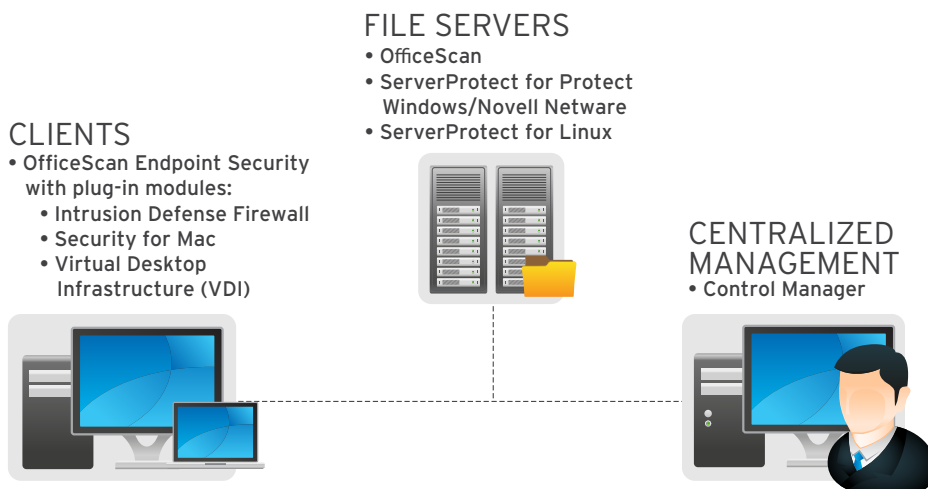 FILE SERVERS
• OfficeScan
• ServerProtect for Protect
Windows/Novell Netware
• ServerProtect for Linux
CLIENTS
• OfficeScan Endpoint Security
with plug-in modules:
• Intrusion Defense Firewall
• Security for Mac
• Virtual Desktop
Infrastructure (VDI)
CENTRALIZED
MANAGEMENT
• Control Manager